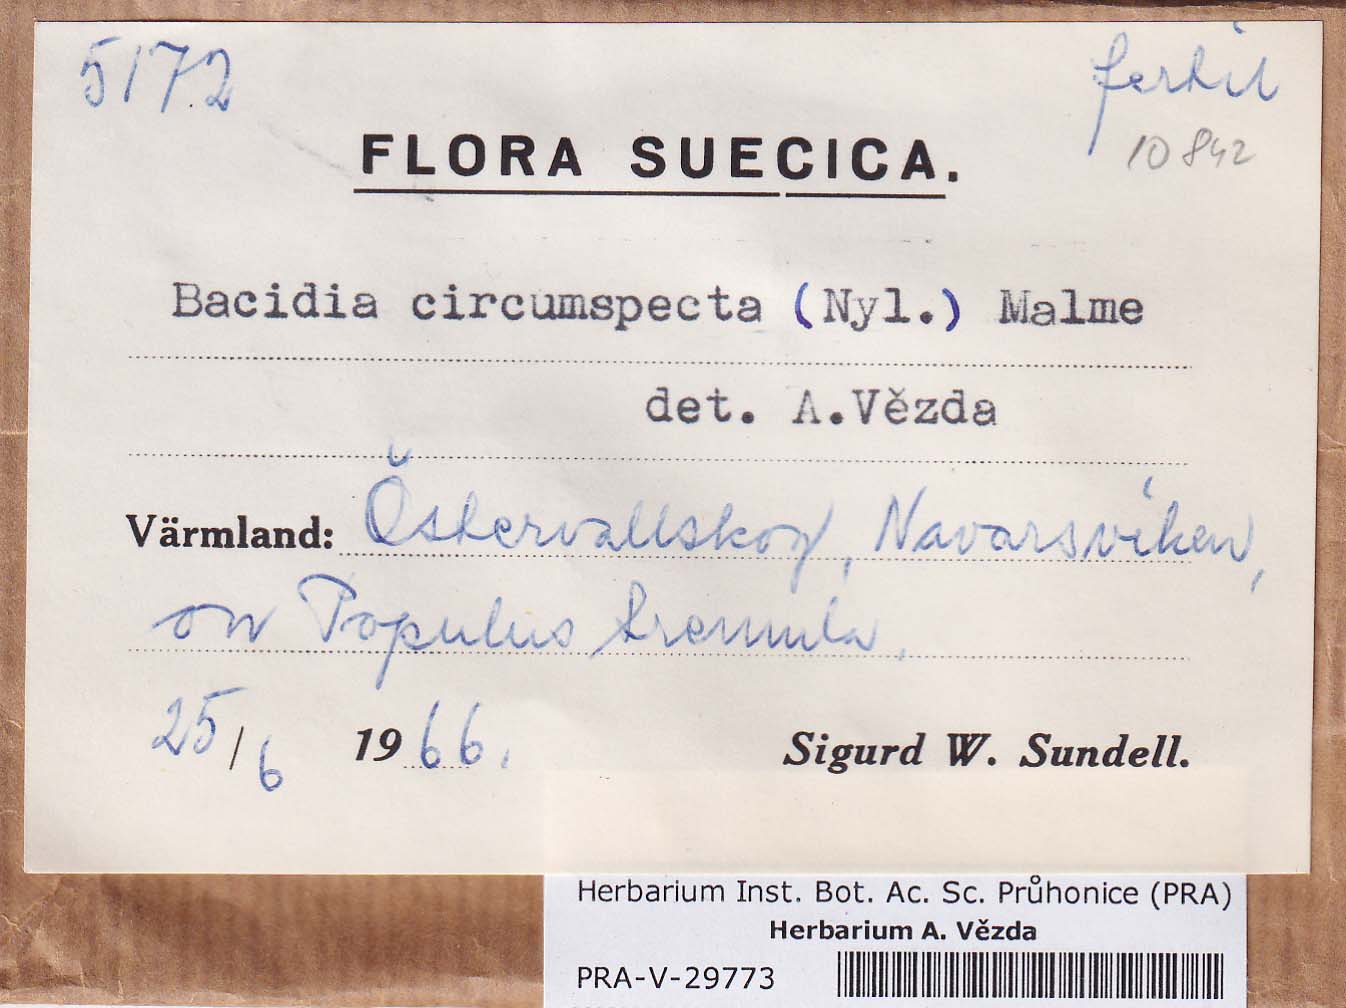 5172
fertil
10842
FLORA SUECICA.
Bacidia circumspecta (Nyl.) Malme
det. A.Vězda
Värmland: Östervallskog, Navarsviken,
on Populus tremula.
25/6 1966.
Sigurd W. Sundell.
Herbarium Inst. Bot. Ac. Sc. Průhonice (PRA)
Herbarium A. Vězda
PRA-V-29773